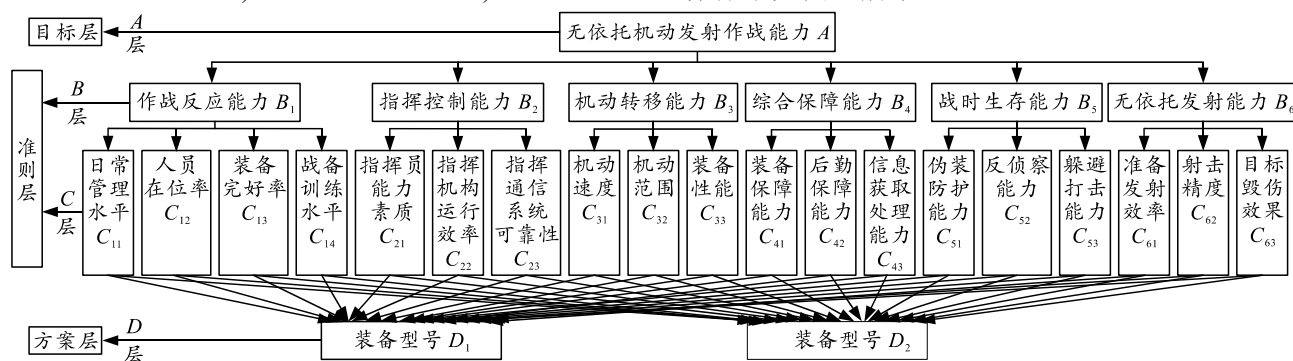 目标层
A
层
无依托机动发射作战能力 A
B
层
作战反应能力 B₁
指挥控制能力 B₂
机动转移能力 B₃
综合保障能力 B₄
战时生存能力 B₅
无依托发射能力 B₆
准则层
C
层
日常
管理
水平
C₁₁
人员
在位率
C₁₂
装备
完好率
C₁₃
战备
训练
水平
C₁₄
指挥员
能力
素质
C₂₁
指挥
机构
运行
效率
C₂₂
指挥
通信
系统
可靠性
C₂₃
机动
速度
C₃₁
机动
范围
C₃₂
装备
性能
C₃₃
装备
保障
能力
C₄₁
后勤
保障
能力
C₄₂
信息
获取
处理
能力
C₄₃
伪装
防护
能力
C₅₁
反侦察
能力
C₅₂
躲避
打击
能力
C₅₃
准备
发射
效率
C₆₁
射击
精度
C₆₂
目标
毁伤
效果
C₆₃
方案层
D
层
装备型号 D₁
装备型号 D₂